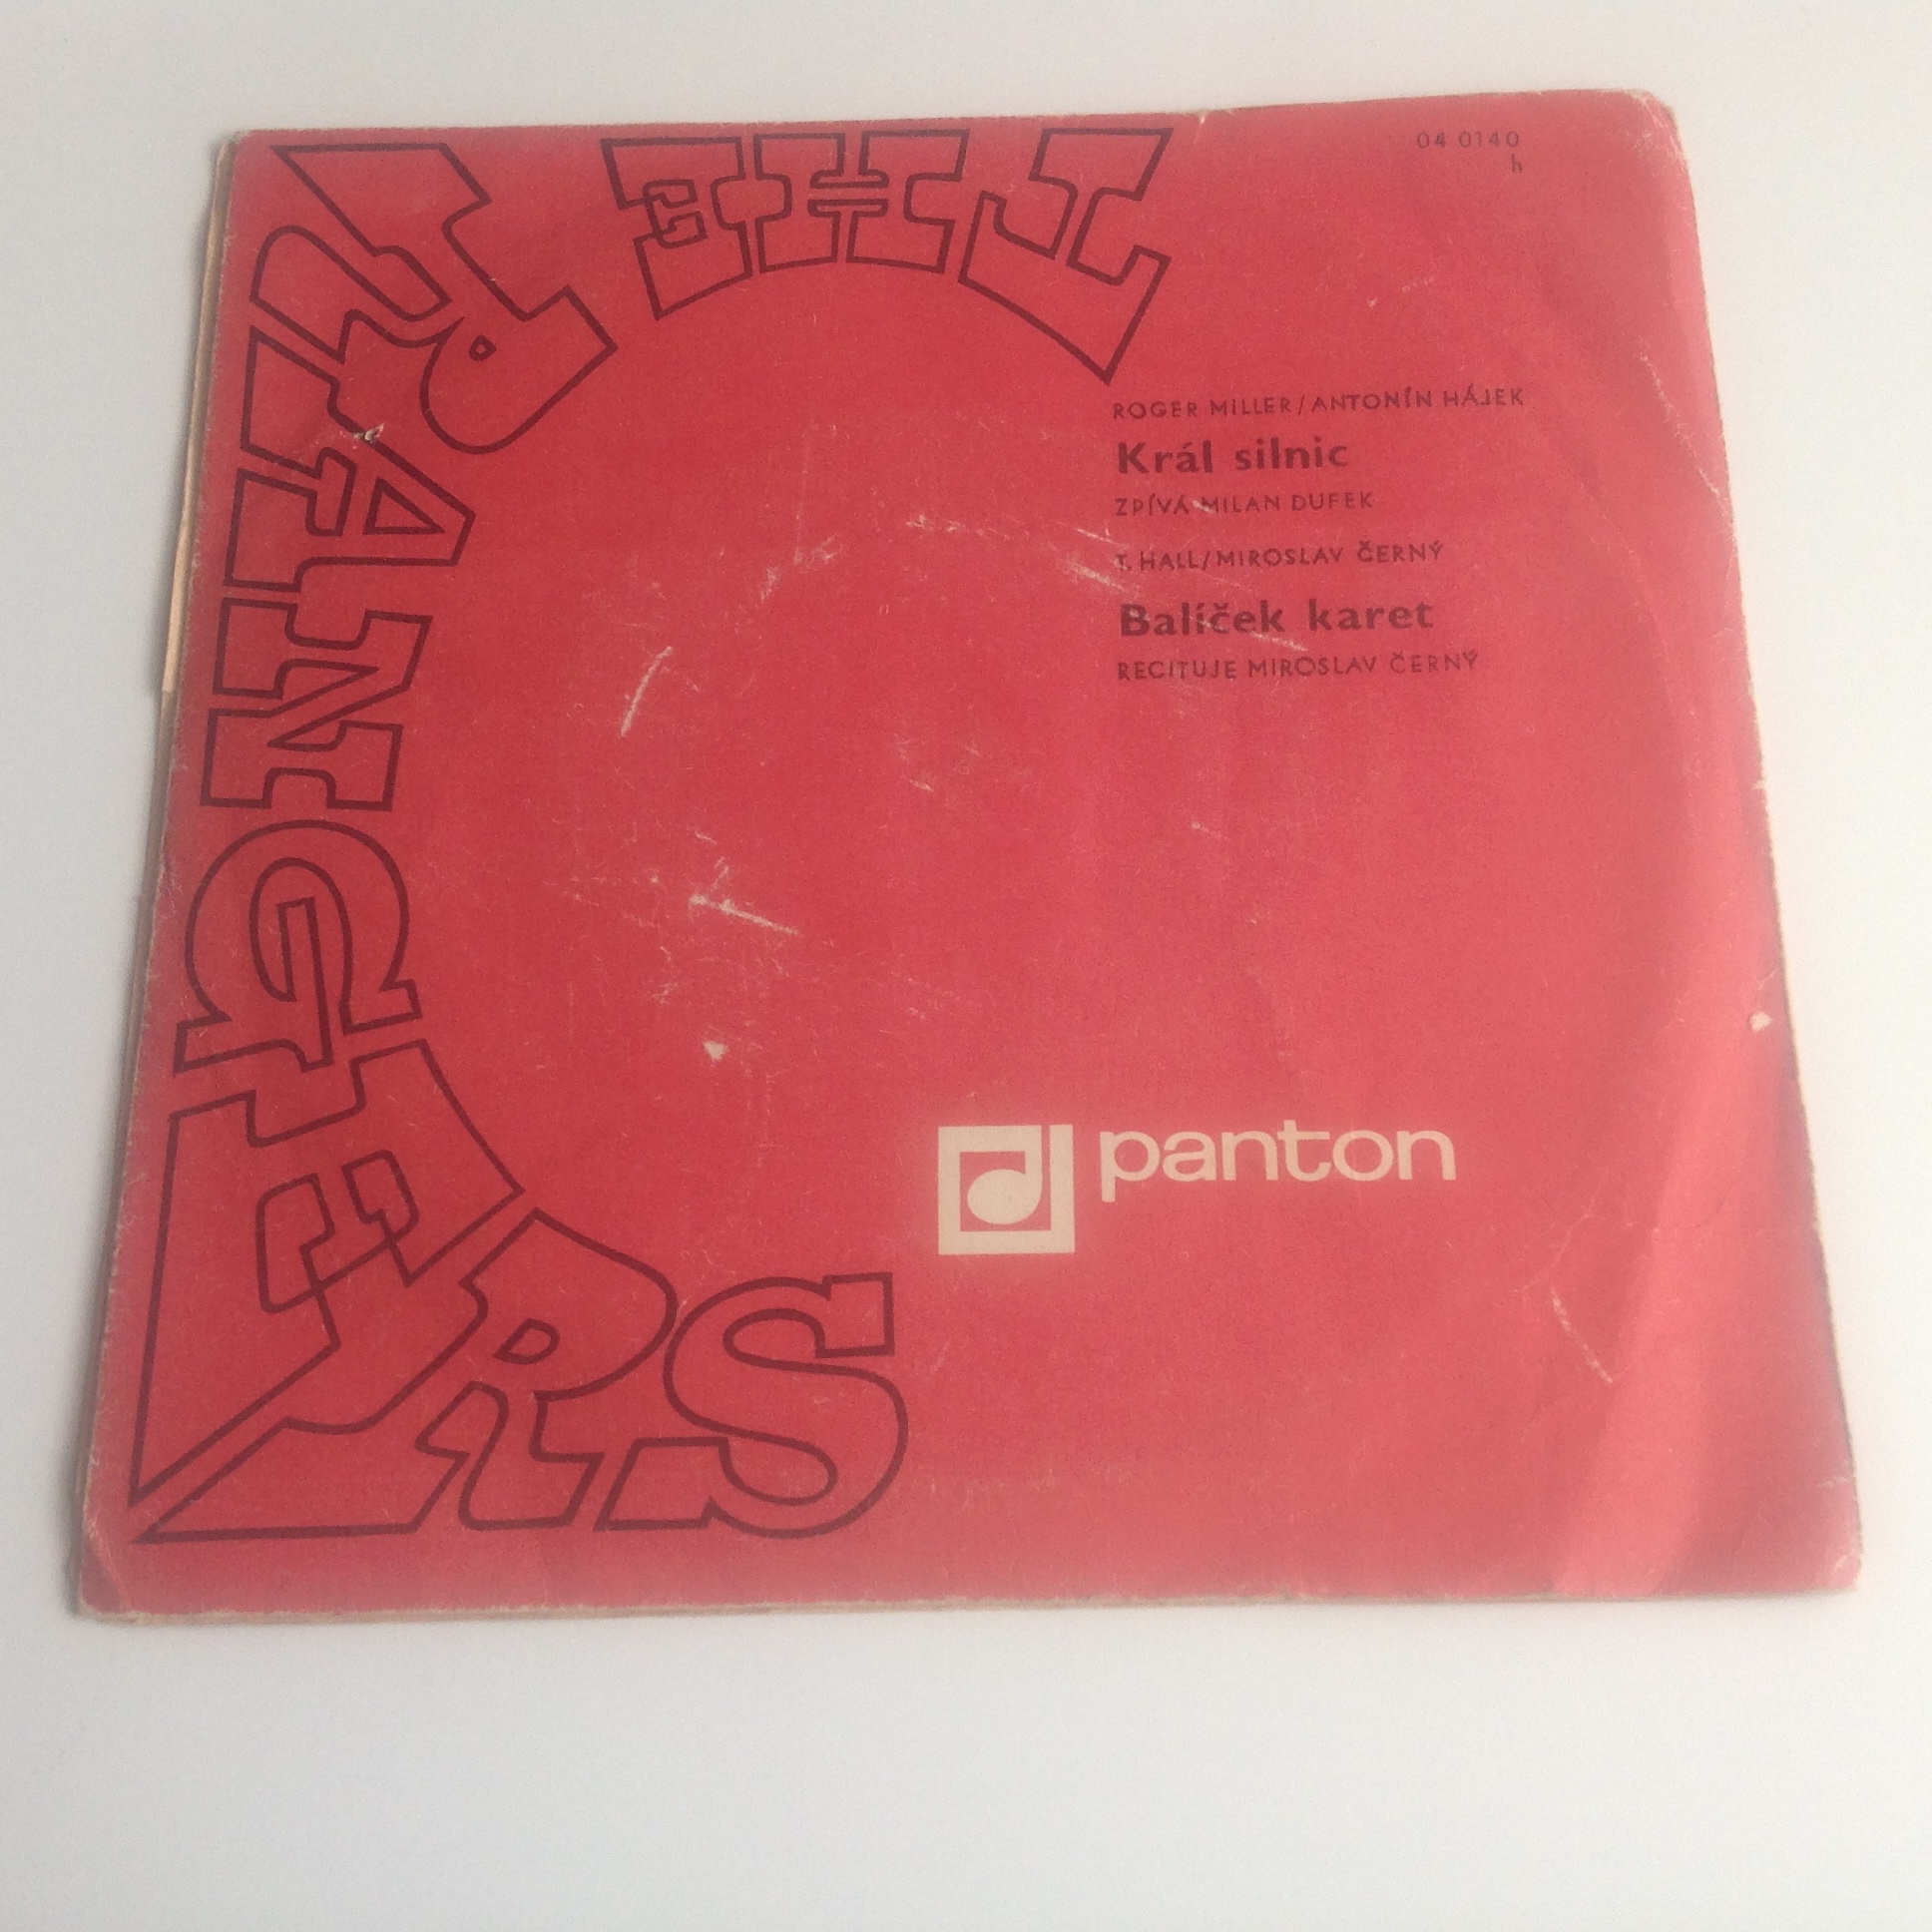 THE
RANGERS
04 0140
h
ROGER MILLER/ANTONÍN HÁJEK
Král silnic
ZPÍVÁ MILAN DUFEK
T. HALL/MIROSLAV ČERNÝ
Balíček karet
RECITUJE MIROSLAV ČERNÝ
panton